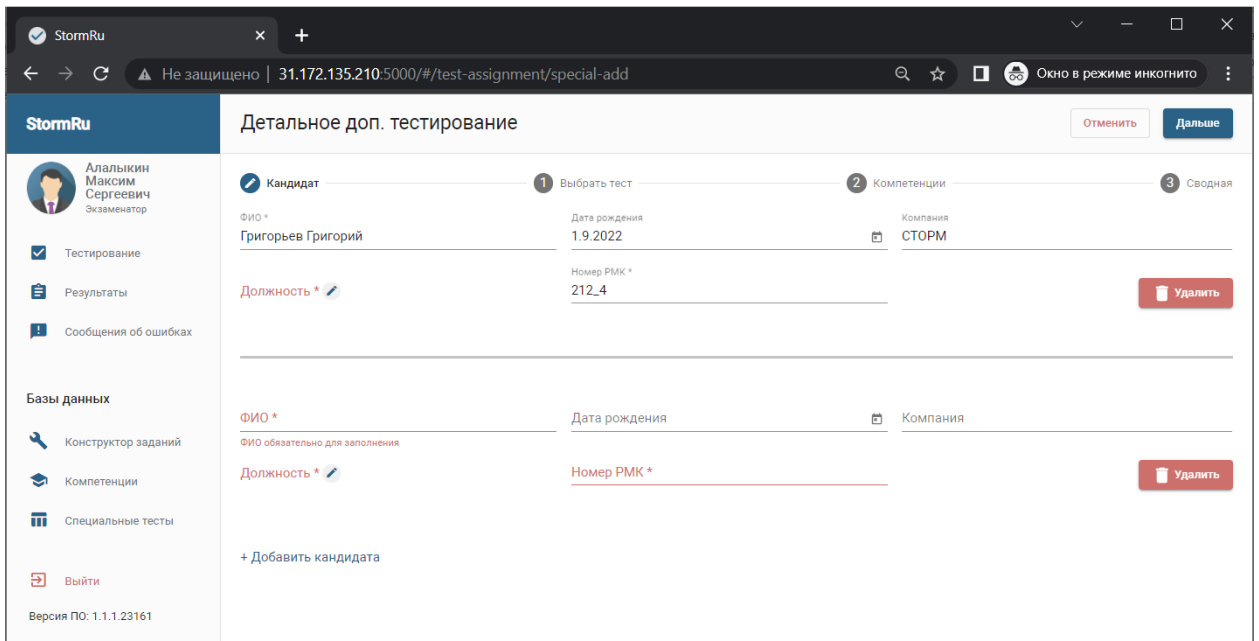 StormRu
Не защищено | 31.172.135.210:5000/#/test-assignment/special-add
Окно в режиме инкогнито
StormRu
Детальное доп. тестирование
Отменить
Дальше
Алалыкин
Максим
Сергеевич
Экзаменатор
Тестирование
Результаты
Сообщения об ошибках
Базы данных
Конструктор заданий
Компетенции
Специальные тесты
Выйти
Версия ПО: 1.1.1.23161
Кандидат
1 Выбрать тест
2 Компетенции
3 Сводная
ФИО *
Григорьев Григорий
Дата рождения
1.9.2022
Компания
СТОРМ
Должность *
Номер РМК *
212_4
Удалить
ФИО *
ФИО обязательно для заполнения
Дата рождения
Компания
Должность *
Номер РМК *
Удалить
+ Добавить кандидата